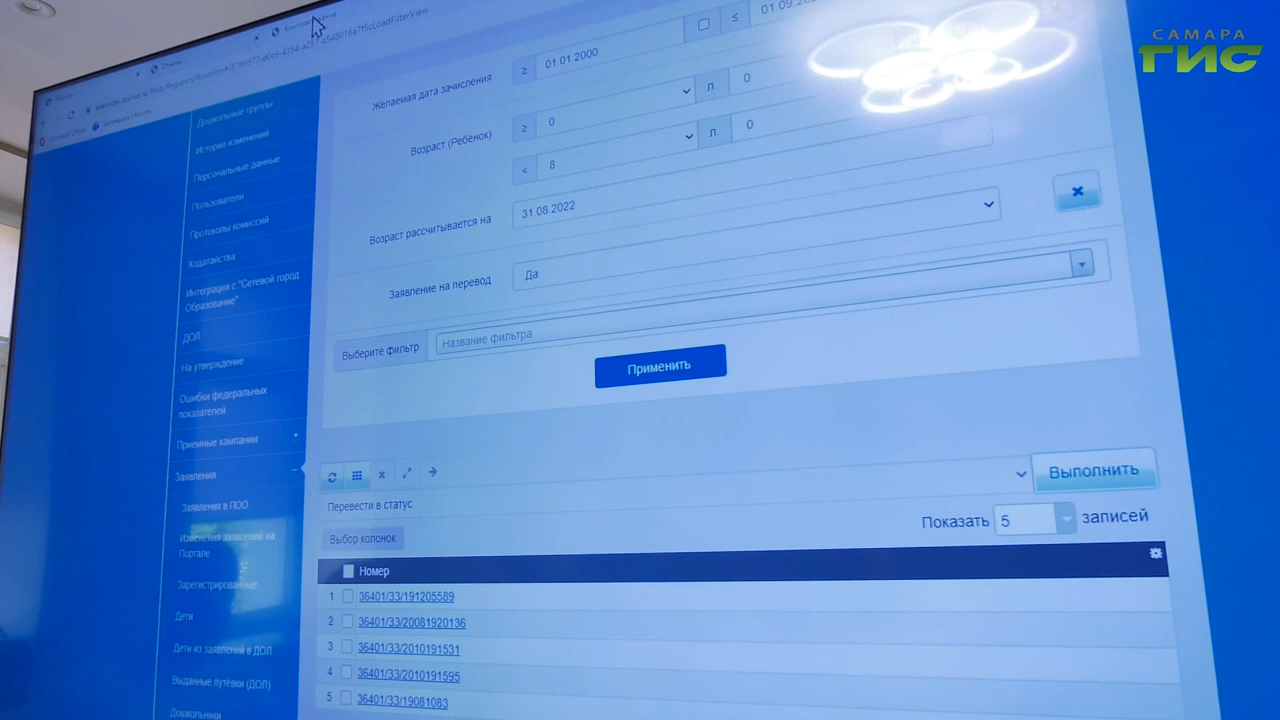 САМАРА
ГИС
Желаемая дата зачисления
≥
01.01.2000
≤
Возраст (Ребёнок)
≥
0
л.
0
<
8
л.
0
Возраст рассчитывается на
31.08.2022
Заявление на перевод
Да
Выберите фильтр
Название фильтра
Применить
Дошкольные группы
История изменений
Персональные данные
Пользователи
Протоколы комиссий
Ходатайства
Интеграция с "Сетевой город
Образование"
ДОЛ
На утверждение
Ошибки федеральных
показателей
Приемные кампании
Заявления
Заявления в ПОО
Изменения заявлений на
Портале
Зарегистрированные
Дети
Дети из заявлений в ДОЛ
Выданные путёвки (ДОЛ)
Дошкольники
Выполнить
Перевести в статус
Показать 5 записей
Выбор колонок
Номер
1 36401/33/191205589
2 36401/33/20081920136
3 36401/33/2010191531
4 36401/33/2010191595
5 36401/33/19081083